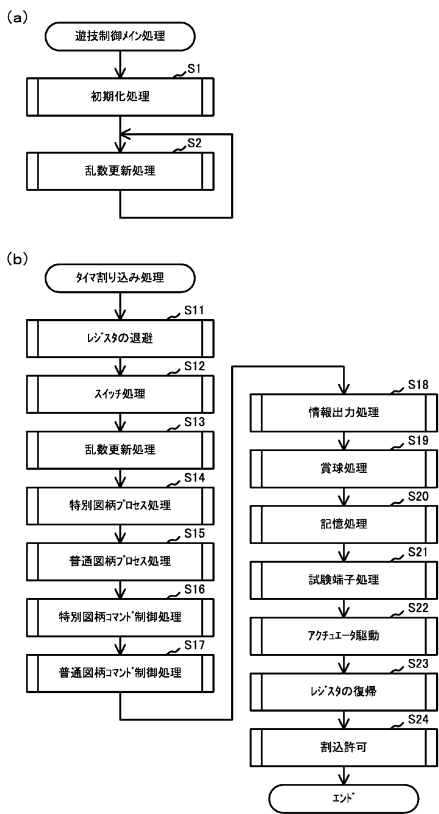 (a)
遊技制御メイン処理
S1
初期化処理
S2
乱数更新処理
(b)
タイマ割り込み処理
S11
レジスタの退避
S12
スイッチ処理
S13
乱数更新処理
S14
特別図柄プロセス処理
S15
普通図柄プロセス処理
S16
特別図柄コマンド制御処理
S17
普通図柄コマンド制御処理
S18
情報出力処理
S19
賞球処理
S20
記憶処理
S21
試験端子処理
S22
アクチュエータ駆動
S23
レジスタの復帰
S24
割込許可
エンド